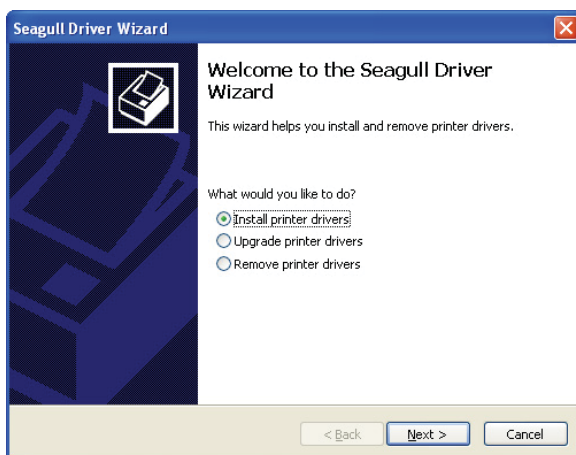 Seagull Driver Wizard
Welcome to the Seagull Driver
Wizard
This wizard helps you install and remove printer drivers.
What would you like to do?
Install printer drivers
Upgrade printer drivers
Remove printer drivers
< Back
Next >
Cancel